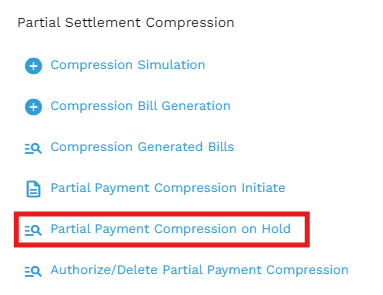 Partial Settlement Compression
Compression Simulation
Compression Bill Generation
Compression Generated Bills
Partial Payment Compression Initiate
Partial Payment Compression on Hold
Authorize/Delete Partial Payment Compression